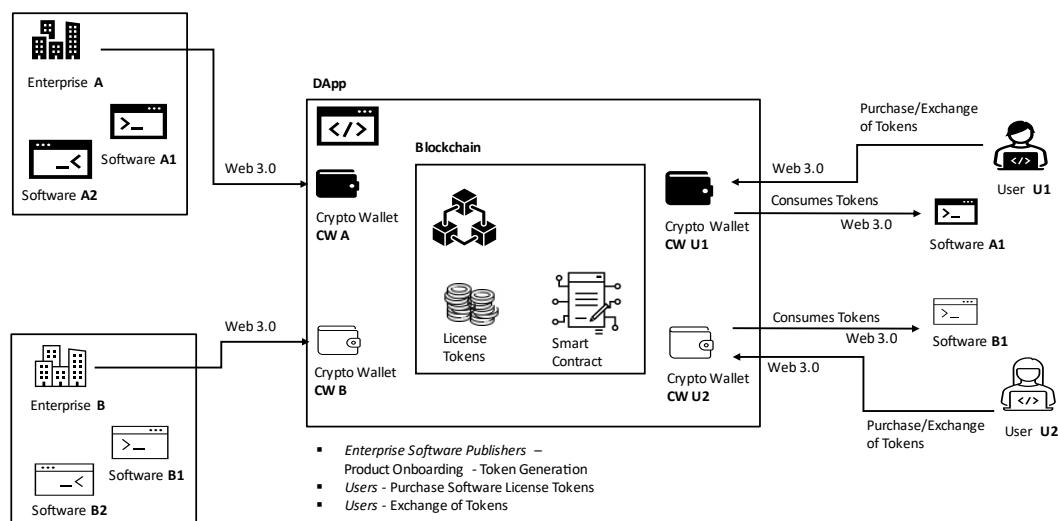 Enterprise A
Software A1
Software A2
Web 3.0
Enterprise B
Software B1
Software B2
Web 3.0
DApp
</>
Blockchain
Crypto Wallet
CW A
Crypto Wallet
CW B
License
Tokens
Smart
Contract
Crypto Wallet
CW U1
Crypto Wallet
CW U2
Purchase/Exchange
of Tokens
Web 3.0
Consumes Tokens
Web 3.0
</>
User U1
Software A1
Consumes Tokens
Web 3.0
Software B1
Web 3.0
Purchase/Exchange
of Tokens
</>
User U2
▪ Enterprise Software Publishers –
Product Onboarding - Token Generation
▪ Users - Purchase Software License Tokens
▪ Users - Exchange of Tokens